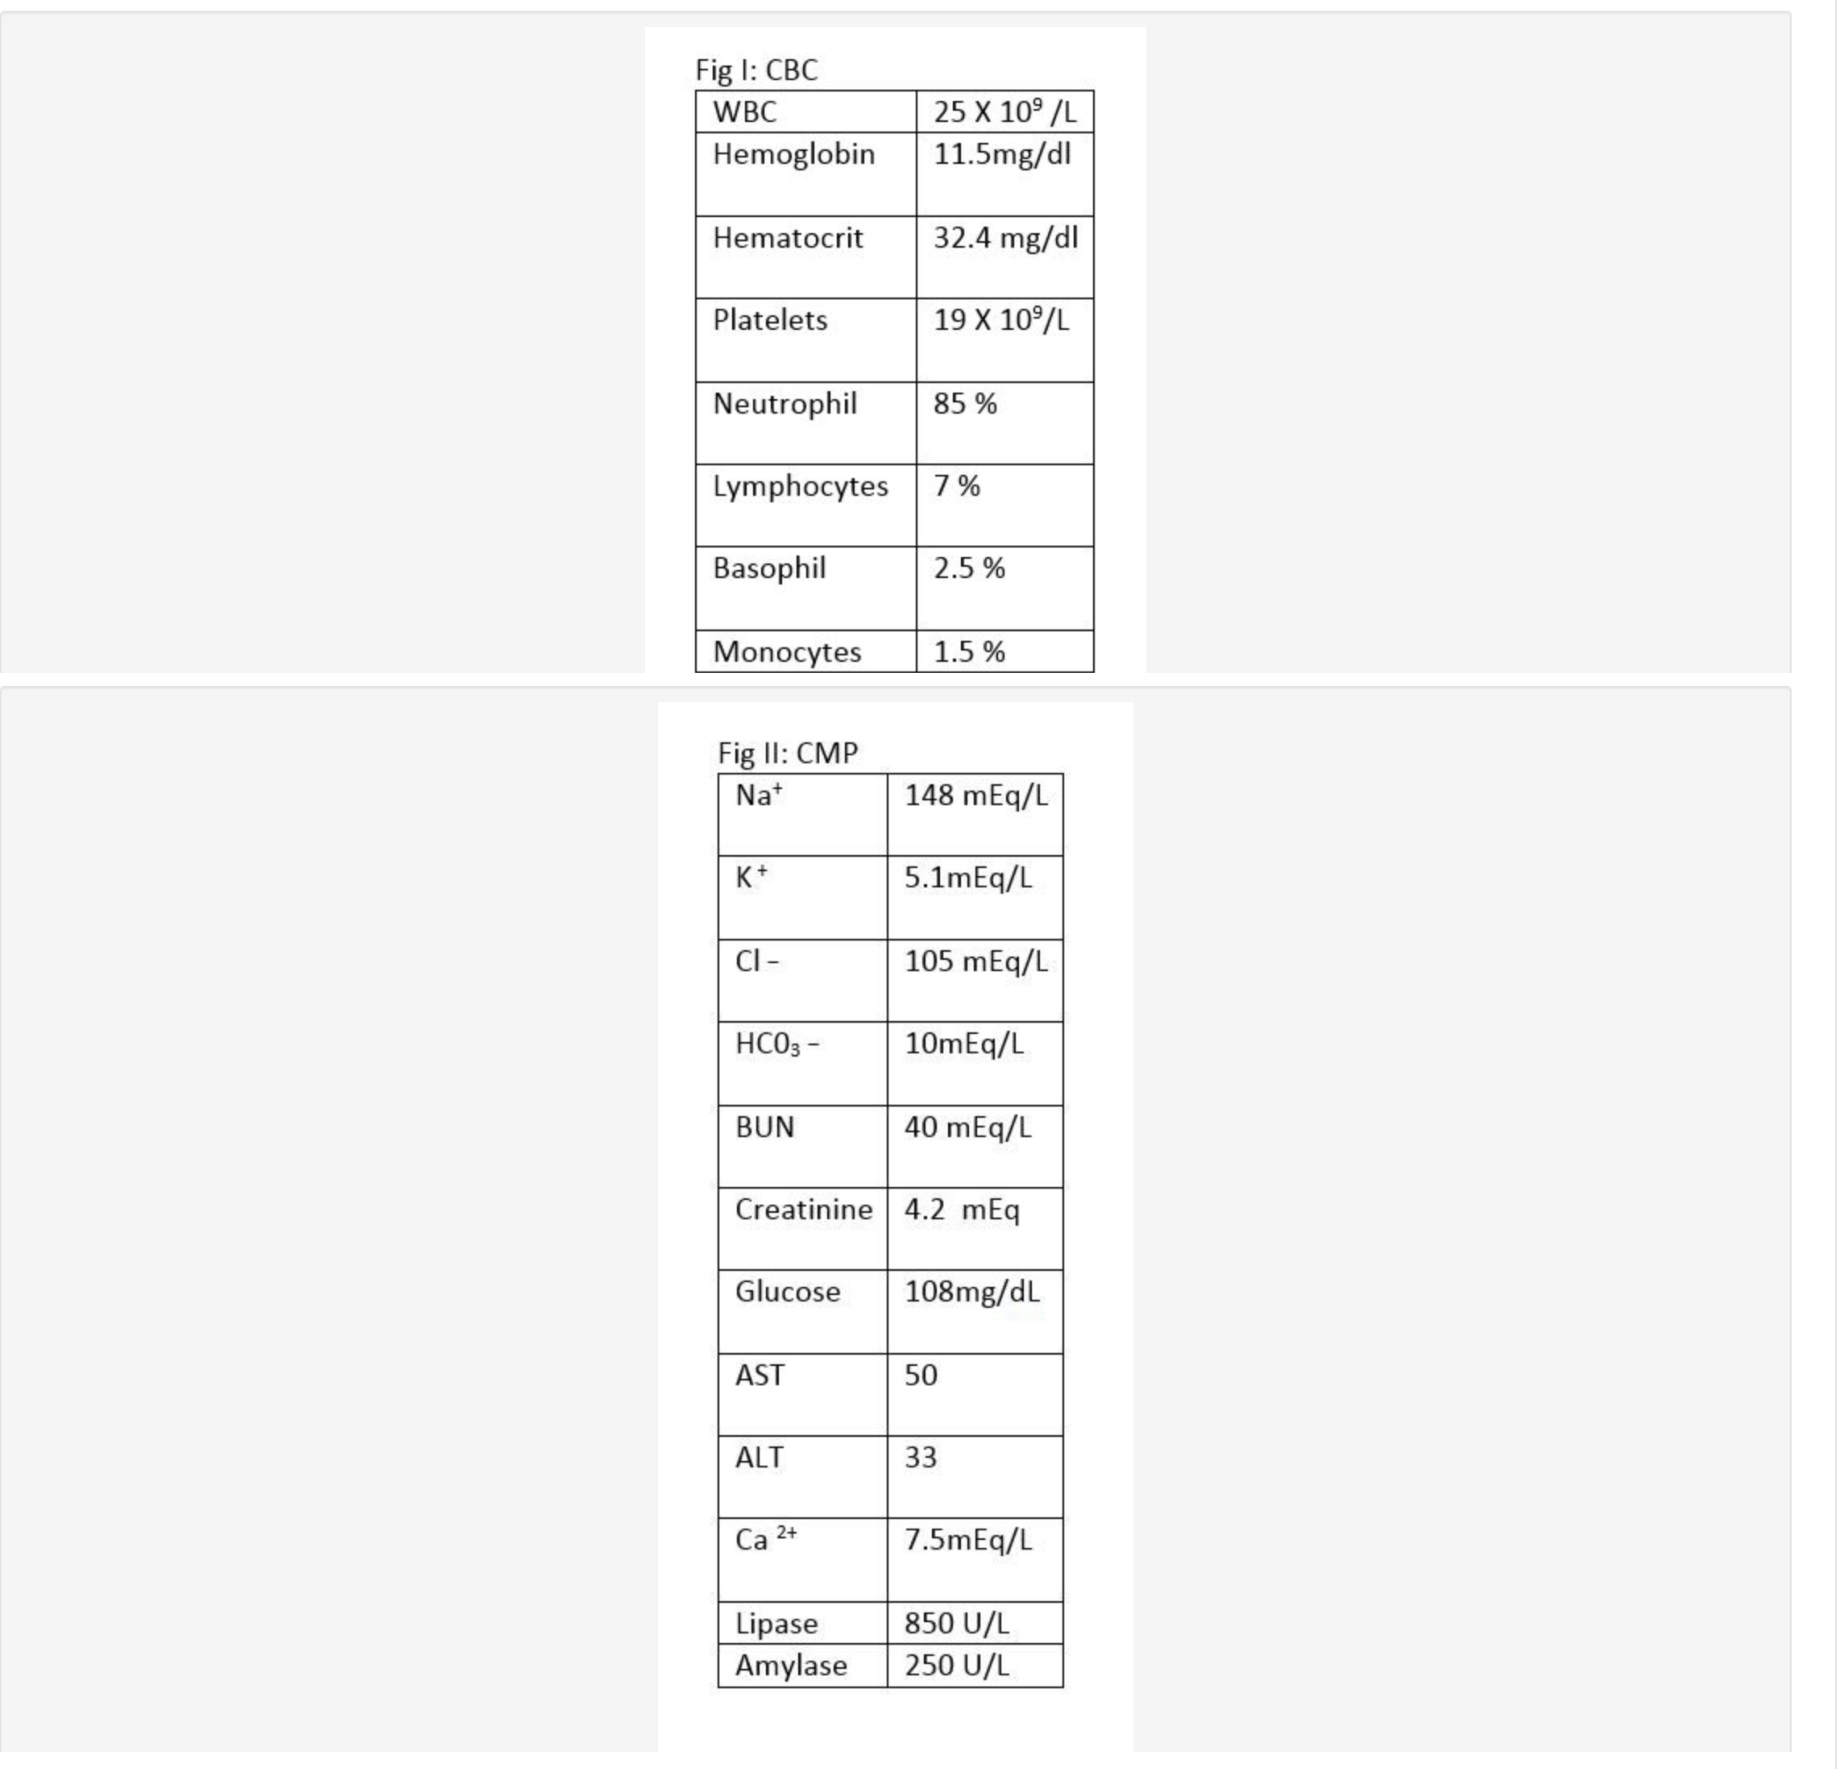 Fig I: CBC
WBC 25 X 10⁹ /L
Hemoglobin 11.5mg/dl
Hematocrit 32.4 mg/dl
Platelets 19 X 10⁹/L
Neutrophil 85 %
Lymphocytes 7 %
Basophil 2.5 %
Monocytes 1.5 %
Fig II: CMP
Na⁺ 148 mEq/L
K⁺ 5.1mEq/L
Cl – 105 mEq/L
HC0₃ – 10mEq/L
BUN 40 mEq/L
Creatinine 4.2 mEq
Glucose 108mg/dL
AST 50
ALT 33
Ca ²⁺ 7.5mEq/L
Lipase 850 U/L
Amylase 250 U/L